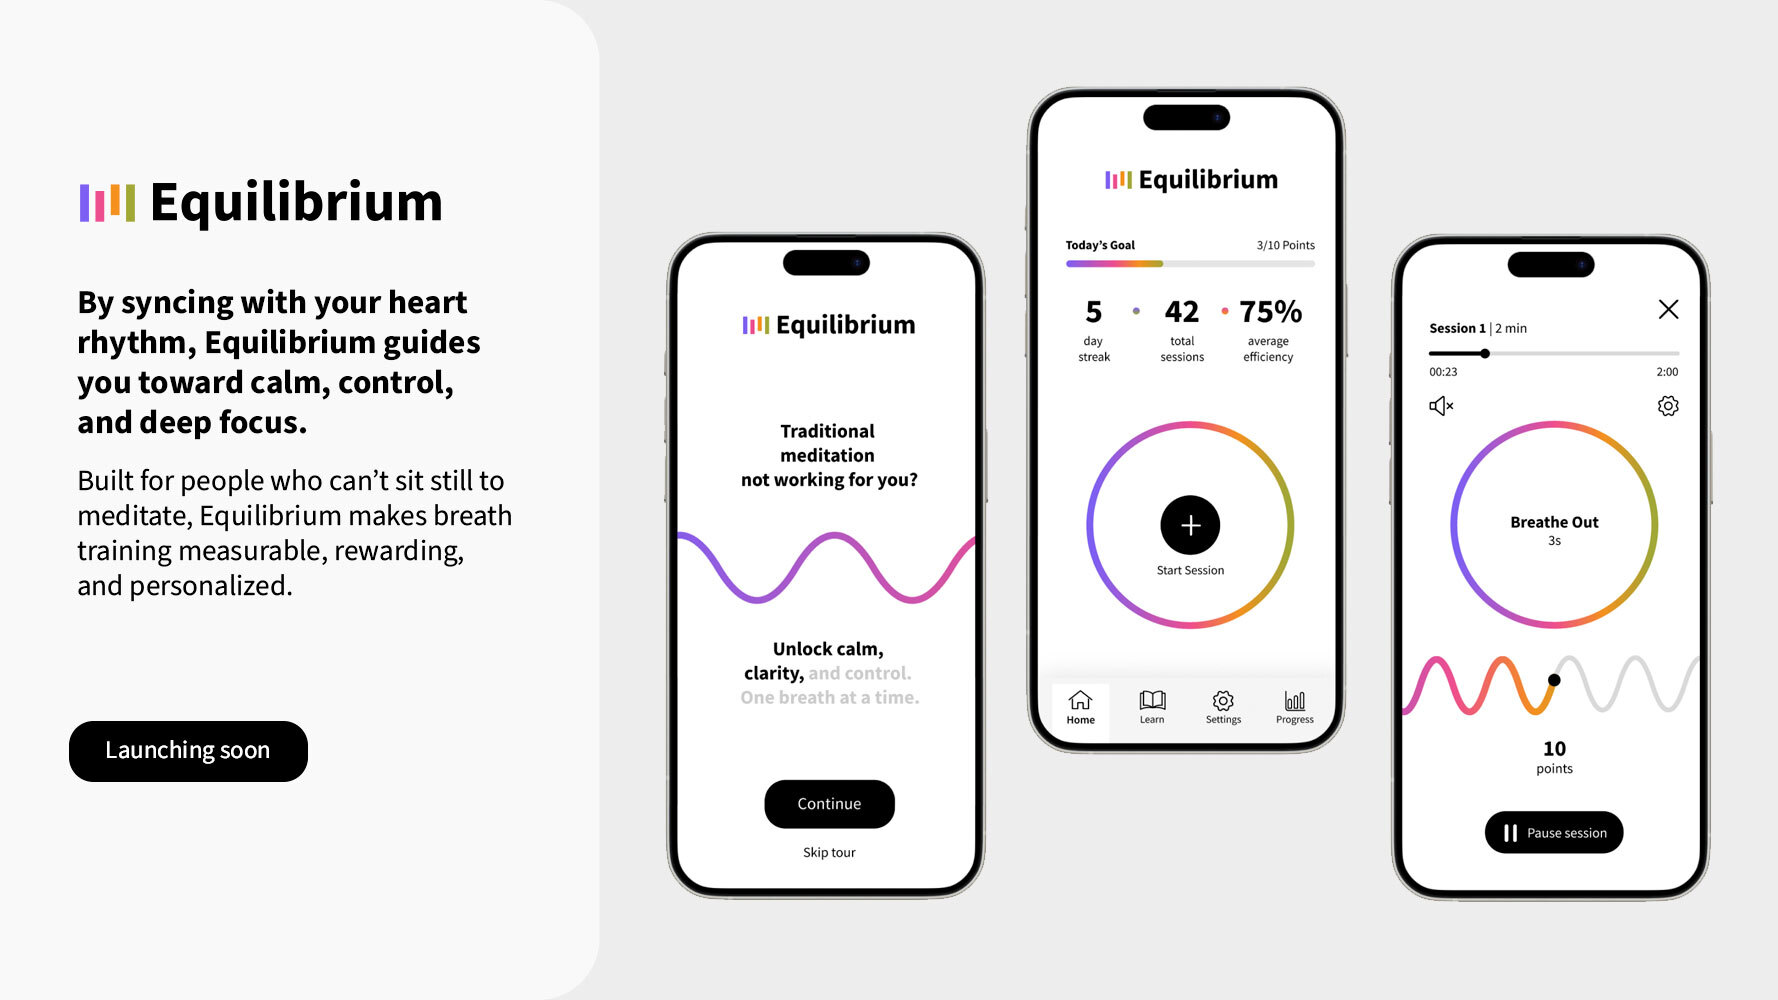 Equilibrium
By syncing with your heart
rhythm, Equilibrium guides
you toward calm, control,
and deep focus.
Built for people who can’t sit still to
meditate, Equilibrium makes breath
training measurable, rewarding,
and personalized.
Launching soon
Equilibrium
Traditional
meditation
not working for you?
Unlock calm,
clarity, and control.
One breath at a time.
Continue
Skip tour
Equilibrium
Today’s Goal 3/10 Points
5 42 75%
day total average
streak sessions efficiency
Start Session
Home Learn Settings Progress
Session 1 | 2 min
00:23 2:00
Breathe Out
3s
10
points
Pause session